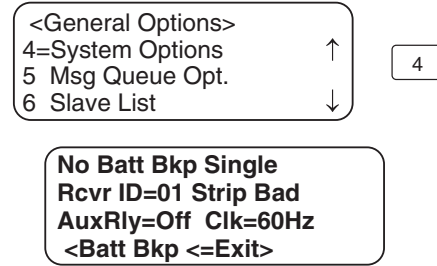 <General Options>
4=System Options ↑
5 Msg Queue Opt.
6 Slave List ↓
4
No Batt Bkp Single
Rcvr ID=01 Strip Bad
AuxRly=Off Clk=60Hz
<Batt Bkp <=Exit>